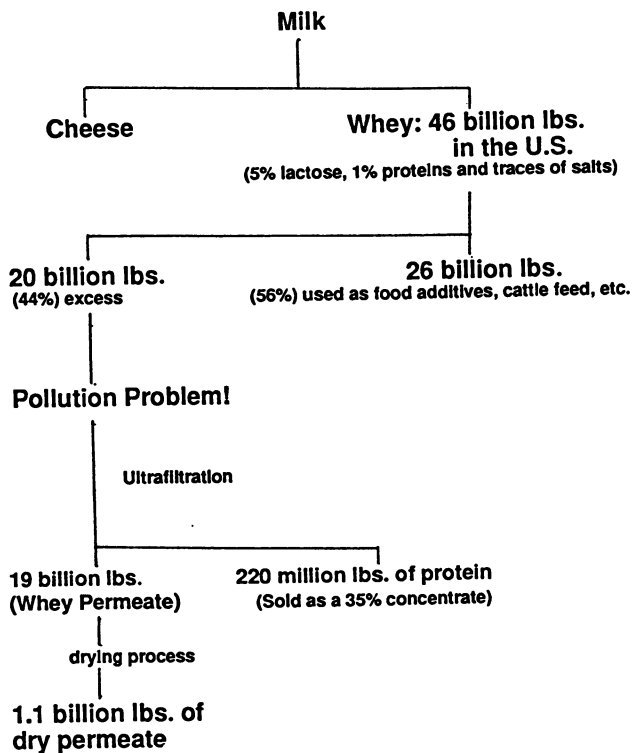 Milk
Cheese
Whey: 46 billion lbs.
in the U.S.
(5% lactose, 1% proteins and traces of salts)
20 billion lbs.
(44%) excess
26 billion lbs.
(56%) used as food additives, cattle feed, etc.
Pollution Problem!
Ultrafiltration
19 billion lbs.
(Whey Permeate)
220 million lbs. of protein
(Sold as a 35% concentrate)
drying process
1.1 billion lbs. of
dry permeate